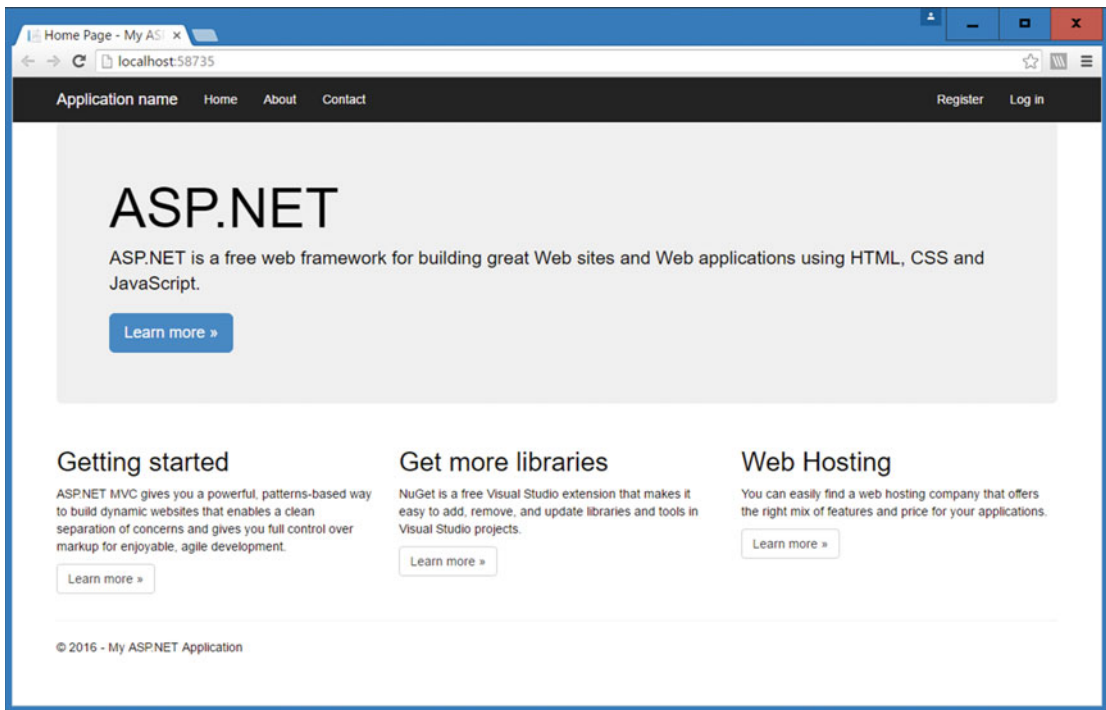 Home Page - My AS
localhost:58735
Application name Home About Contact Register Log in
ASP.NET
ASP.NET is a free web framework for building great Web sites and Web applications using HTML, CSS and
JavaScript.
Learn more »
Getting started
ASP.NET MVC gives you a powerful, patterns-based way
to build dynamic websites that enables a clean
separation of concerns and gives you full control over
markup for enjoyable, agile development.
Learn more »
Get more libraries
NuGet is a free Visual Studio extension that makes it
easy to add, remove, and update libraries and tools in
Visual Studio projects.
Learn more »
Web Hosting
You can easily find a web hosting company that offers
the right mix of features and price for your applications.
Learn more »
© 2016 - My ASP.NET Application